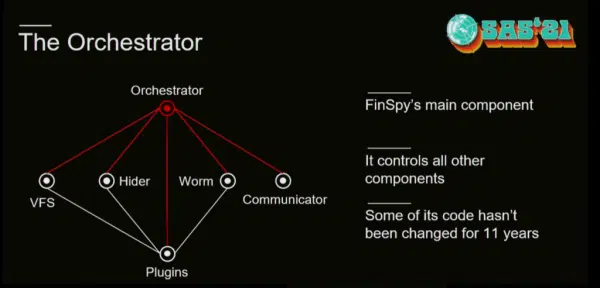 The Orchestrator
SAS'21
Orchestrator
VFS
Hider
Worm
Communicator
Plugins
FinSpy's main component
It controls all other
components
Some of its code hasn't
been changed for 11 years